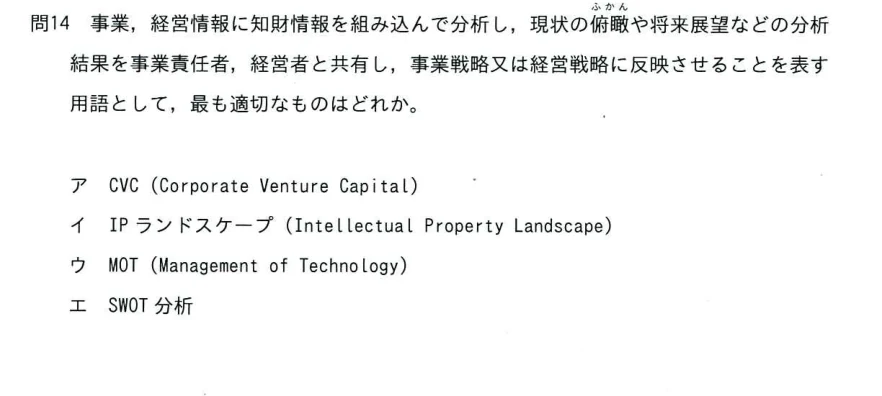 ふかん
問14 事業，経営情報に知財情報を組み込んで分析し，現状の俯瞰や将来展望などの分析
結果を事業責任者，経営者と共有し，事業戦略又は経営戦略に反映させることを表す
用語として，最も適切なものはどれか。
ア CVC (Corporate Venture Capital)
イ IP ランドスケープ (Intellectual Property Landscape)
ウ MOT (Management of Technology)
エ SWOT 分析